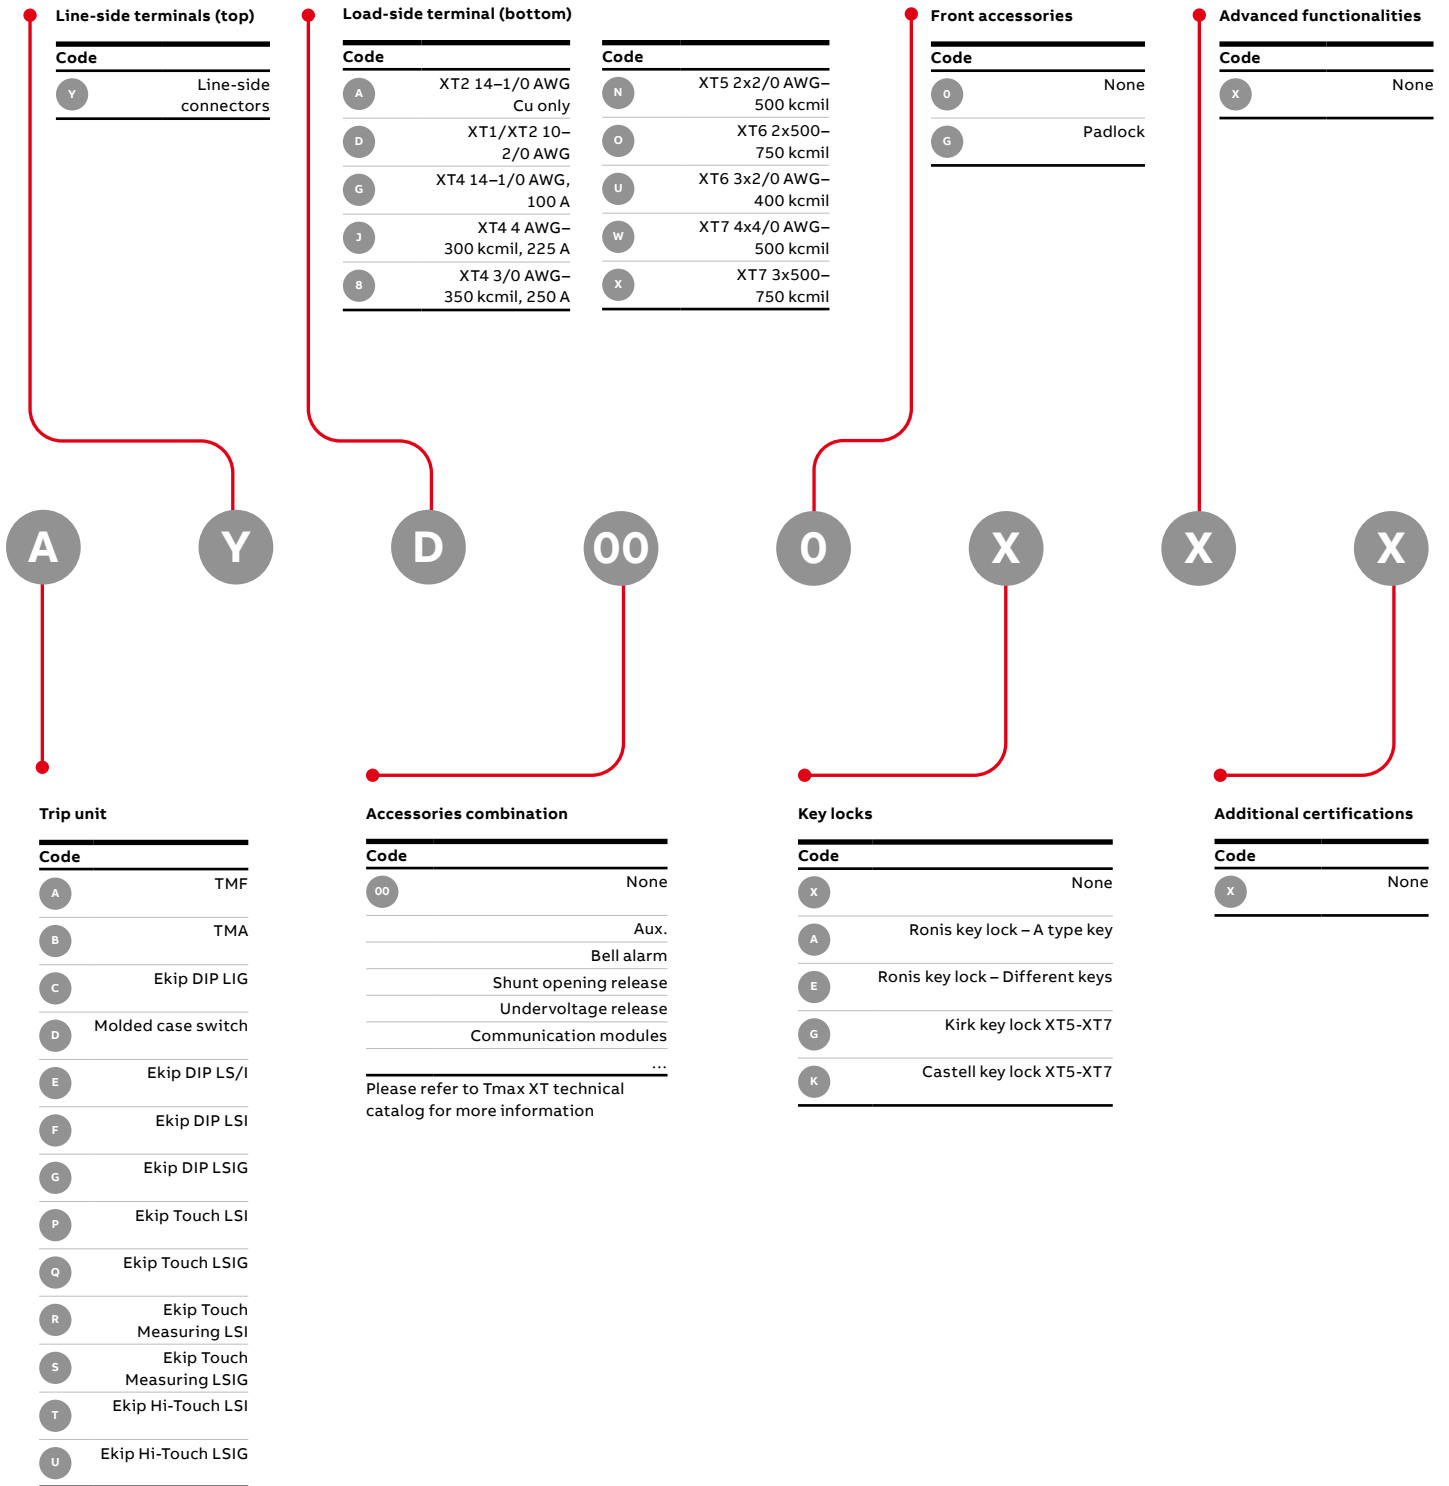 Line-side terminals (top)
Code
Y
Line-side
connectors
Load-side terminal (bottom)
Code
A
XT2 14–1/0 AWG
Cu only
D
XT1/XT2 10–
2/0 AWG
G
XT4 14–1/0 AWG,
100 A
J
XT4 4 AWG–
300 kcmil, 225 A
8
XT4 3/0 AWG–
350 kcmil, 250 A
Code
N
XT5 2x2/0 AWG–
500 kcmil
O
XT6 2x500–
750 kcmil
U
XT6 3x2/0 AWG–
400 kcmil
W
XT7 4x4/0 AWG–
500 kcmil
X
XT7 3x500–
750 kcmil
Front accessories
Code
0
None
G
Padlock
Advanced functionalities
Code
X
None
A Y D 00 0 X X X
Trip unit
Code
A
TMF
B
TMA
C
Ekip DIP LIG
D
Molded case switch
E
Ekip DIP LS/I
F
Ekip DIP LSI
G
Ekip DIP LSIG
P
Ekip Touch LSI
Q
Ekip Touch LSIG
R
Ekip Touch
Measuring LSI
S
Ekip Touch
Measuring LSIG
T
Ekip Hi-Touch LSI
U
Ekip Hi-Touch LSIG
Accessories combination
Code
00
None
Aux.
Bell alarm
Shunt opening release
Undervoltage release
Communication modules
...
Please refer to Tmax XT technical
catalog for more information
Key locks
Code
X
None
A
Ronis key lock – A type key
E
Ronis key lock – Different keys
G
Kirk key lock XT5-XT7
K
Castell key lock XT5-XT7
Additional certifications
Code
X
None